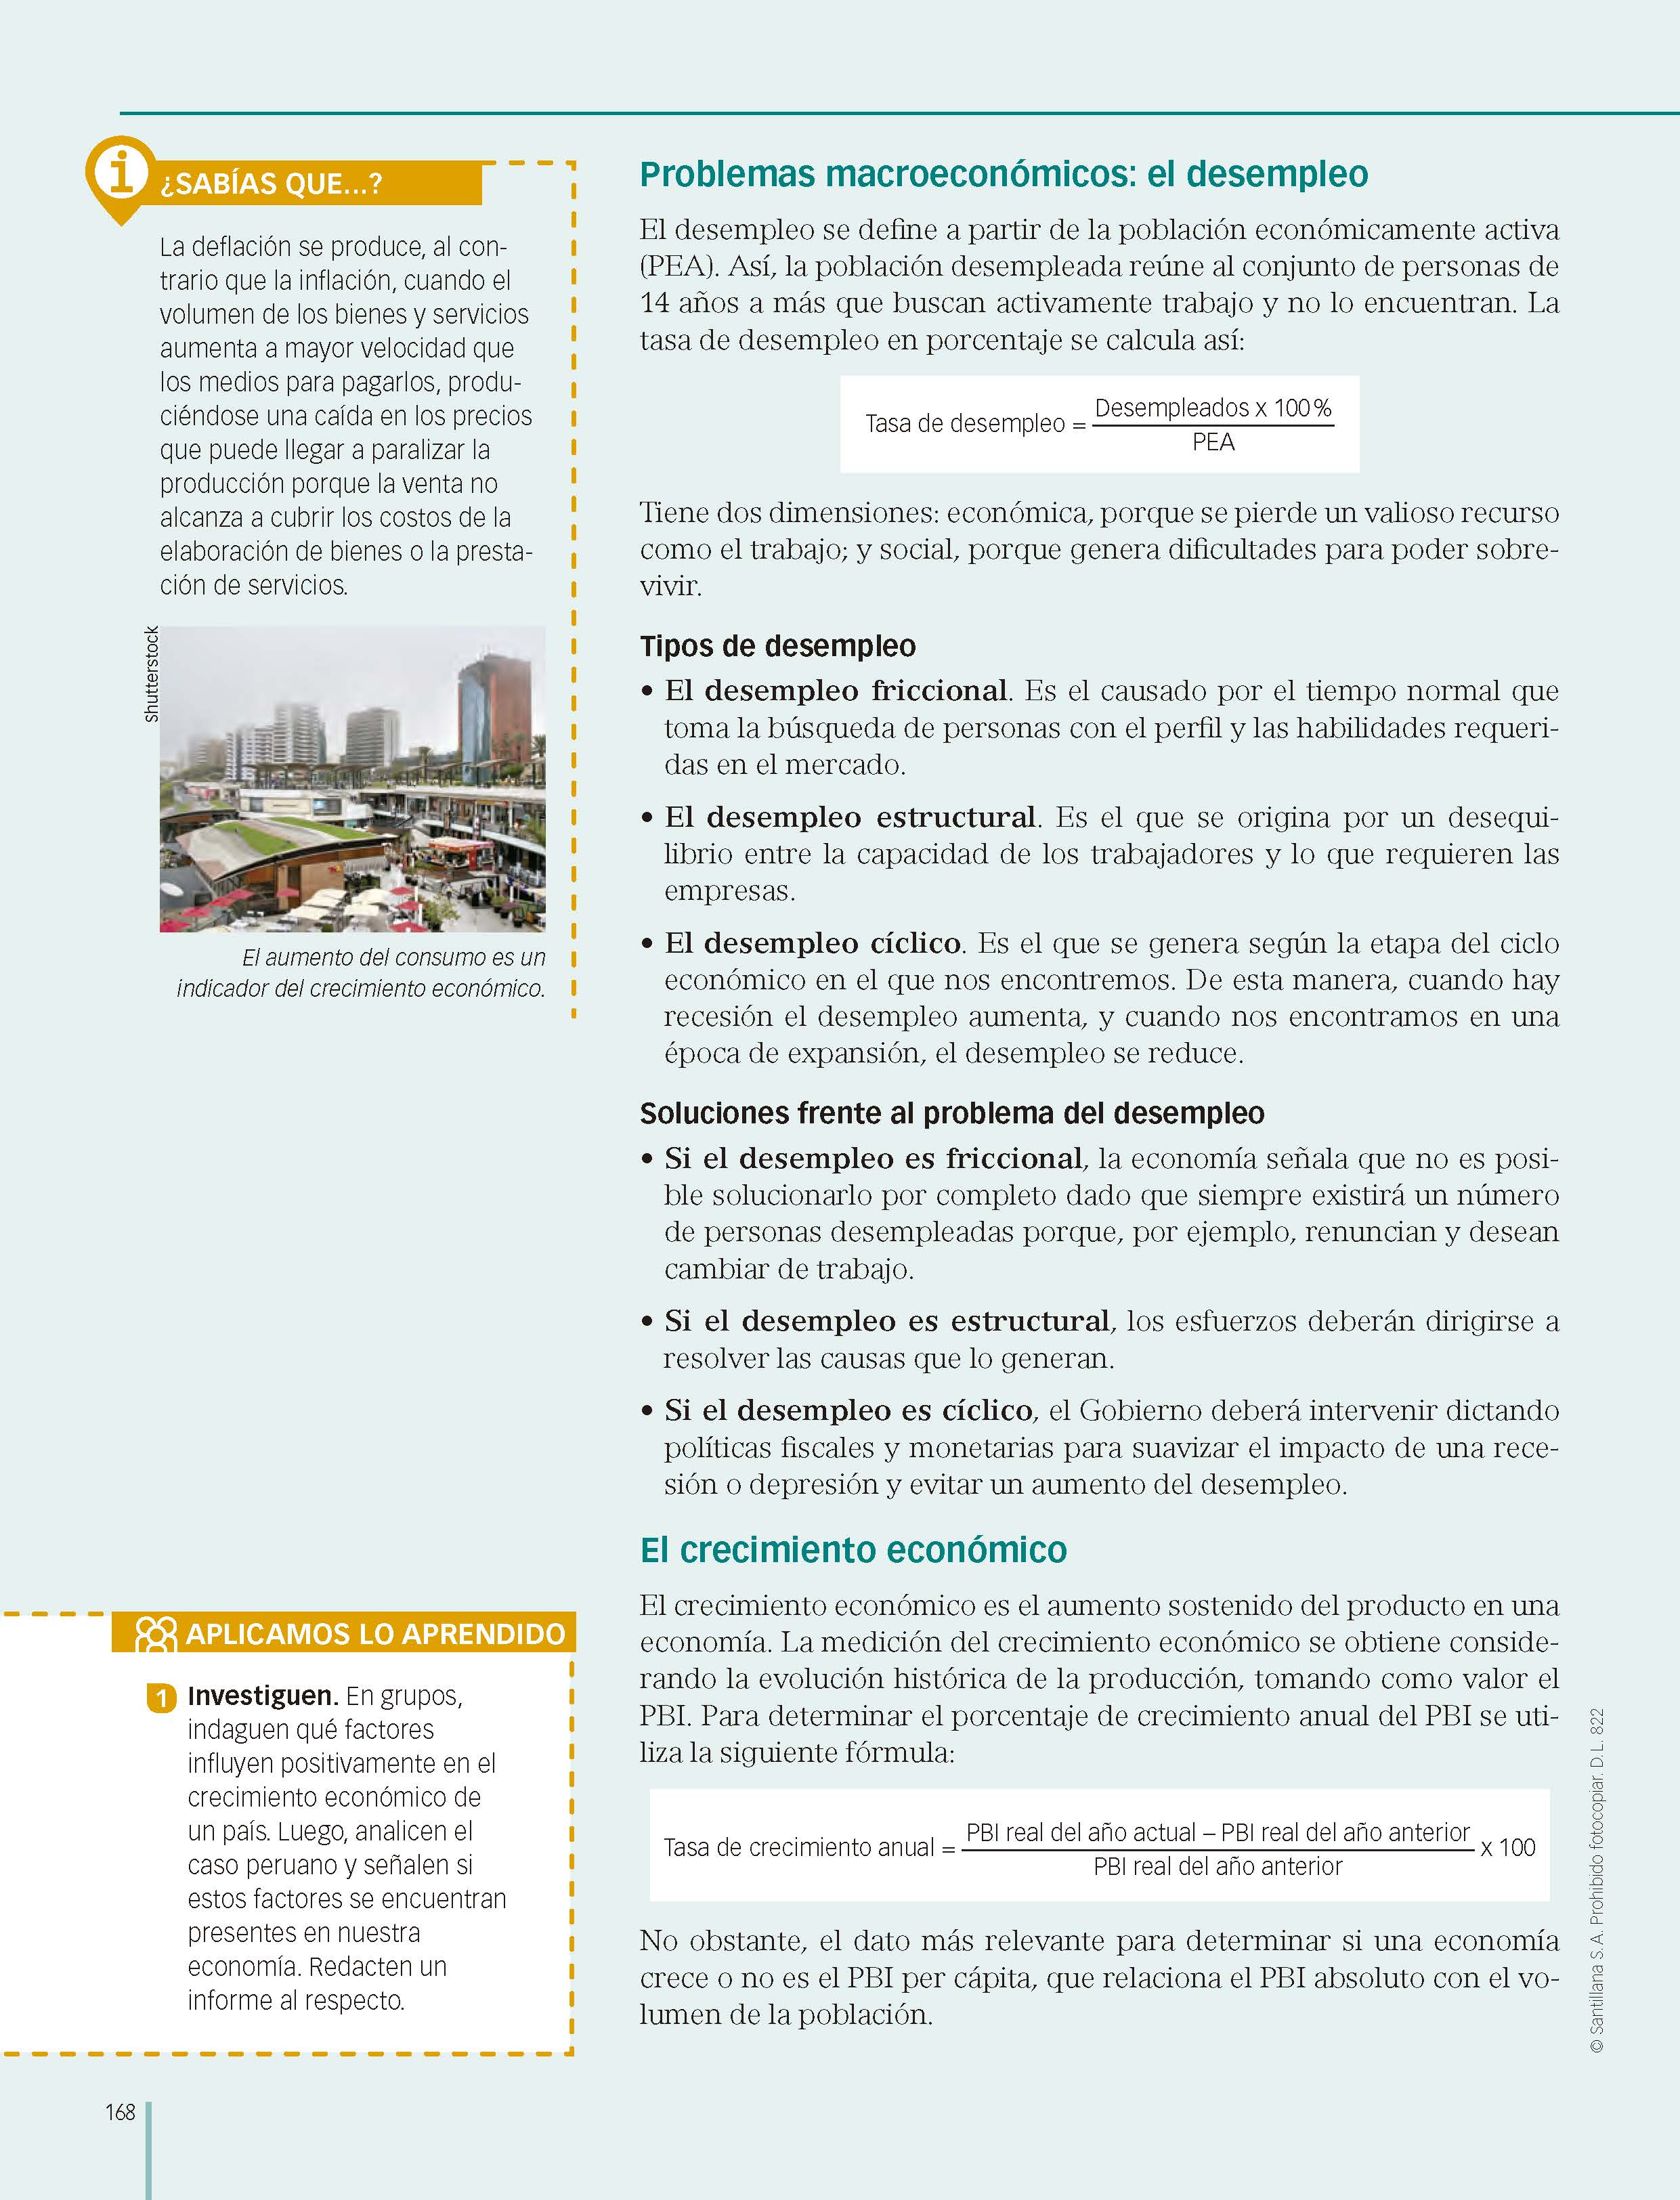 ¿SABÍAS QUE...?
La deflación se produce, al con-
trario que la inflación, cuando el
volumen de los bienes y servicios
aumenta a mayor velocidad que
los medios para pagarlos, produ-
ciéndose una caída en los precios
que puede llegar a paralizar la
producción porque la venta no
alcanza a cubrir los costos de la
elaboración de bienes o la presta-
ción de servicios.
Shutterstock
El aumento del consumo es un
indicador del crecimiento económico.
Problemas macroeconómicos: el desempleo
El desempleo se define a partir de la población económicamente activa
(PEA). Así, la población desempleada reúne al conjunto de personas de
14 años a más que buscan activamente trabajo y no lo encuentran. La
tasa de desempleo en porcentaje se calcula así:
Tasa de desempleo = Desempleados x 100 %
PEA
Tiene dos dimensiones: económica, porque se pierde un valioso recurso
como el trabajo; y social, porque genera dificultades para poder sobre-
vivir.
Tipos de desempleo
• El desempleo friccional. Es el causado por el tiempo normal que
toma la búsqueda de personas con el perfil y las habilidades requeri-
das en el mercado.
• El desempleo estructural. Es el que se origina por un desequi-
librio entre la capacidad de los trabajadores y lo que requieren las
empresas.
• El desempleo cíclico. Es el que se genera según la etapa del ciclo
económico en el que nos encontremos. De esta manera, cuando hay
recesión el desempleo aumenta, y cuando nos encontramos en una
época de expansión, el desempleo se reduce.
Soluciones frente al problema del desempleo
• Si el desempleo es friccional, la economía señala que no es posi-
ble solucionarlo por completo dado que siempre existirá un número
de personas desempleadas porque, por ejemplo, renuncian y desean
cambiar de trabajo.
• Si el desempleo es estructural, los esfuerzos deberán dirigirse a
resolver las causas que lo generan.
• Si el desempleo es cíclico, el Gobierno deberá intervenir dictando
políticas fiscales y monetarias para suavizar el impacto de una rece-
sión o depresión y evitar un aumento del desempleo.
El crecimiento económico
El crecimiento económico es el aumento sostenido del producto en una
economía. La medición del crecimiento económico se obtiene conside-
rando la evolución histórica de la producción, tomando como valor el
PBI. Para determinar el porcentaje de crecimiento anual del PBI se uti-
liza la siguiente fórmula:
Tasa de crecimiento anual = PBI real del año actual – PBI real del año anterior x 100
PBI real del año anterior
No obstante, el dato más relevante para determinar si una economía
crece o no es el PBI per cápita, que relaciona el PBI absoluto con el vo-
lumen de la población.
APLICAMOS LO APRENDIDO
1 Investiguen. En grupos,
indaguen qué factores
influyen positivamente en el
crecimiento económico de
un país. Luego, analicen el
caso peruano y señalen si
estos factores se encuentran
presentes en nuestra
economía. Redacten un
informe al respecto.
© Santillana S.A. Prohibido fotocopiar. D.L. 822
168